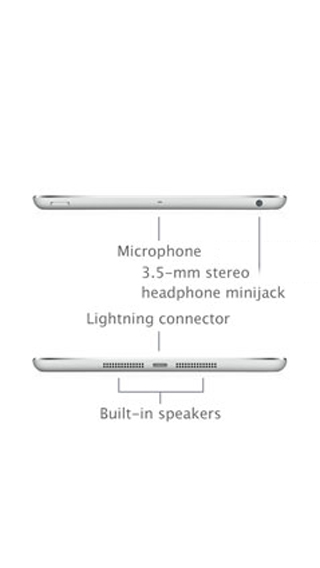 Microphone
3.5-mm stereo
headphone minijack
Lightning connector
Built-in speakers